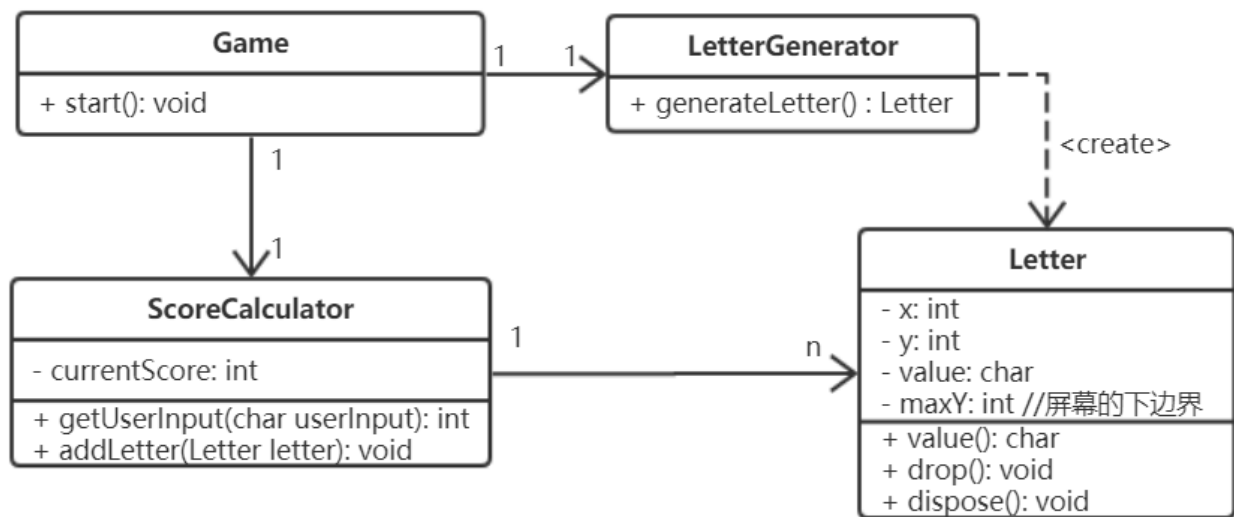 Game
+ start(): void
1
1
LetterGenerator
+ generateLetter() : Letter
<create>
1
1
ScoreCalculator
- currentScore: int
+ getUserInput(char userInput): int
+ addLetter(Letter letter): void
1
n
Letter
- x: int
- y: int
- value: char
- maxY: int //屏幕的下边界
+ value(): char
+ drop(): void
+ dispose(): void